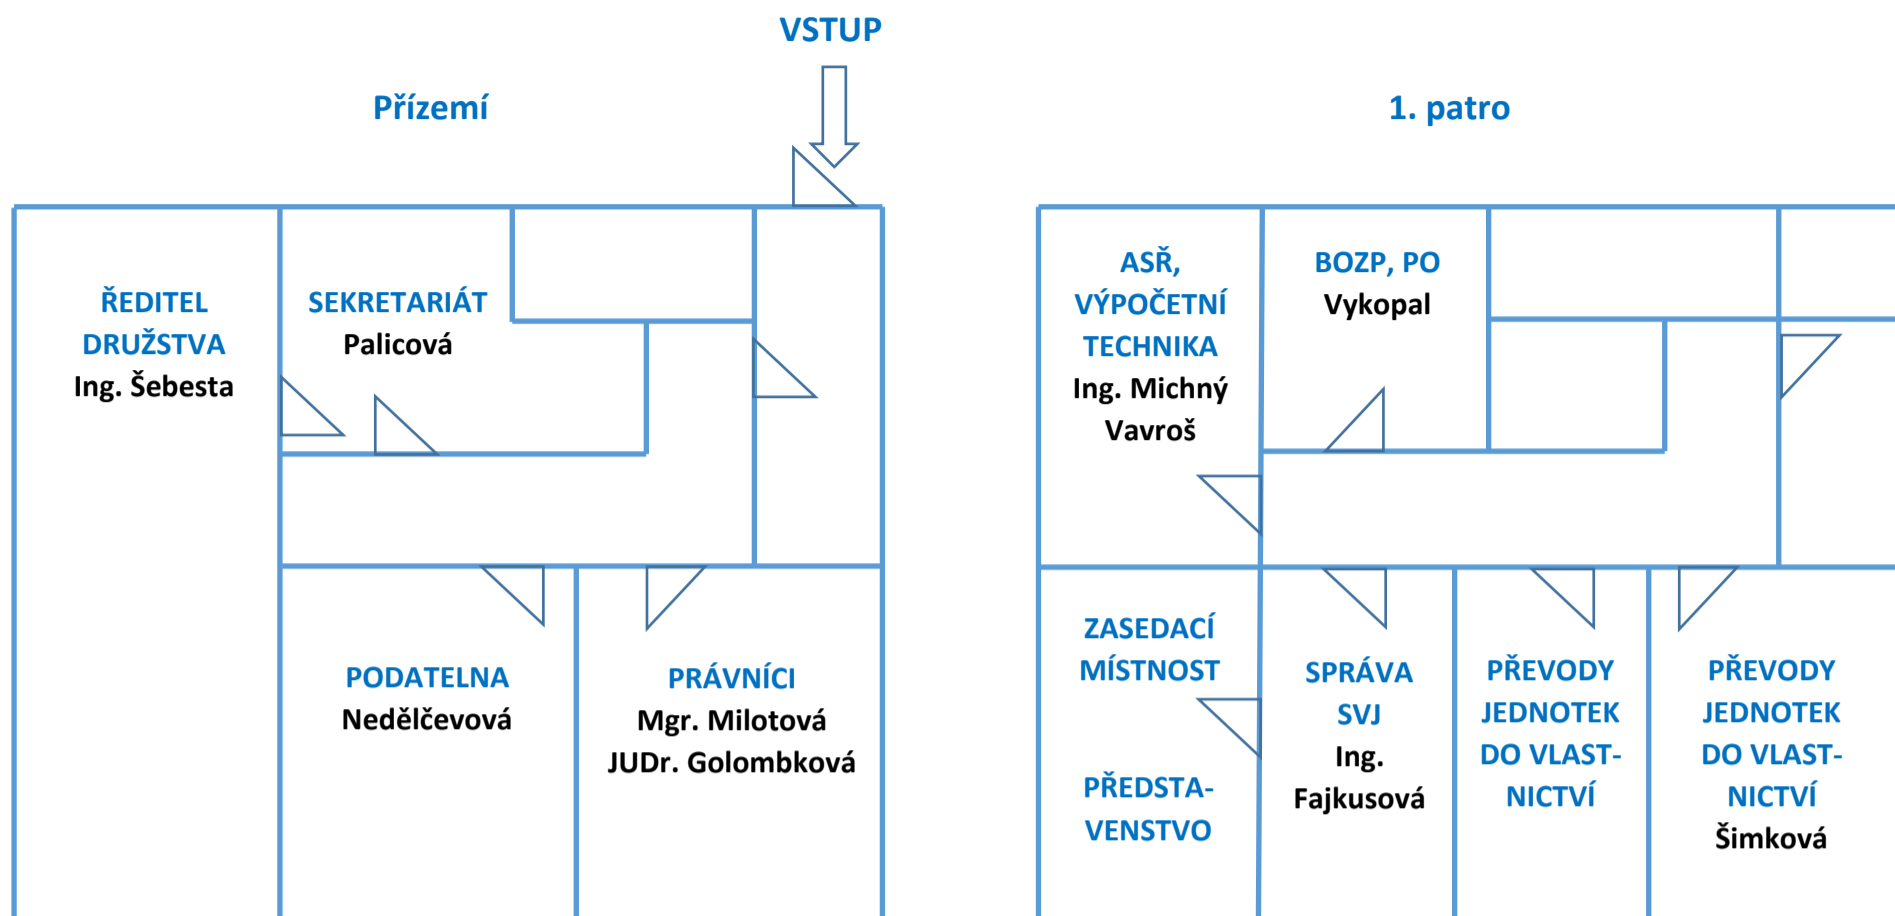 VSTUP
Přízemí
ŘEDITEL
DRUŽSTVA
Ing. Šebesta
SEKRETARIÁT
Palicová
PODATELNA
Nedělčevová
PRÁVNÍCI
Mgr. Milotová
JUDr. Golombková
1. patro
ASŘ,
VÝPOČETNÍ
TECHNIKA
Ing. Michný
Vavroš
BOZP, PO
Vykopal
ZASEDACÍ
MÍSTNOST
PŘEDSTA-
VENSTVO
SPRÁVA
SVJ
Ing.
Fajkusová
PŘEVODY
JEDNOTEK
DO VLAST-
NICTVÍ
PŘEVODY
JEDNOTEK
DO VLAST-
NICTVÍ
Šimková